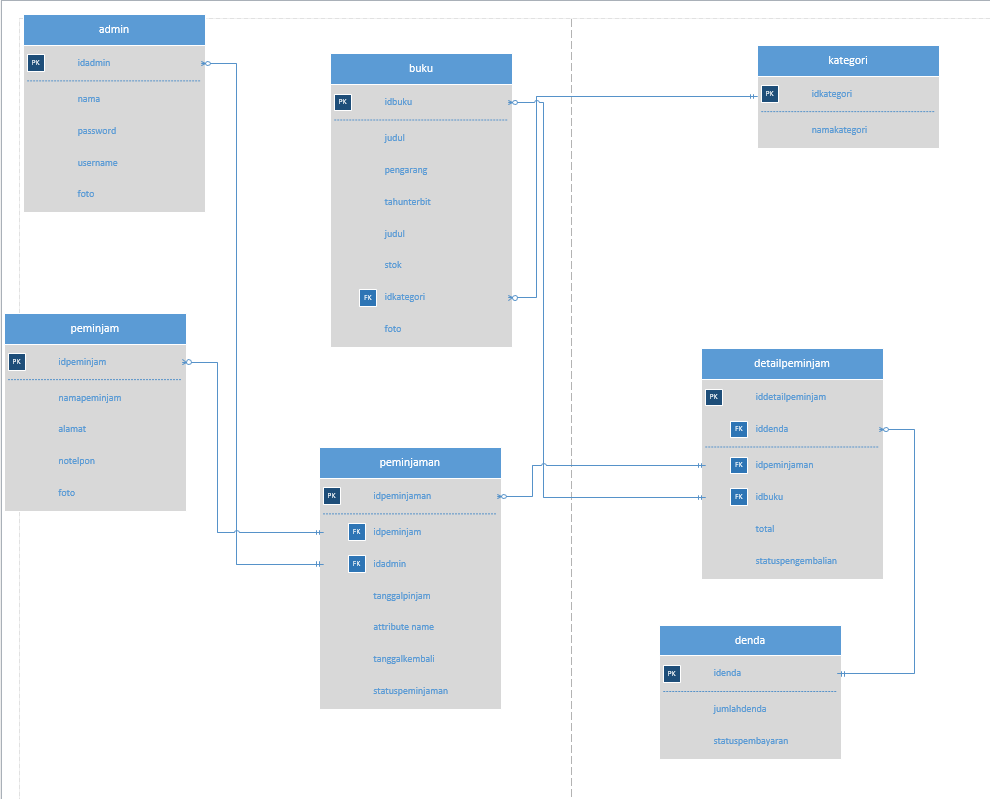 admin
PK idadmin
nama
password
username
foto
buku
PK idbuku
judul
pengarang
tahunterbit
judul
stok
FK idkategori
foto
kategori
PK idkategori
namakategori
peminjam
PK idpeminjam
namapeminjam
alamat
notelpon
foto
peminjaman
PK idpeminjaman
FK idpeminjam
FK idadmin
tanggalpinjam
attribute name
tanggalkembali
statuspeminjaman
detailpeminjam
PK iddetailpeminjam
FK iddenda
FK idpeminjaman
FK idbuku
total
statuspengembalian
denda
PK idenda
jumlahdenda
statuspembayaran